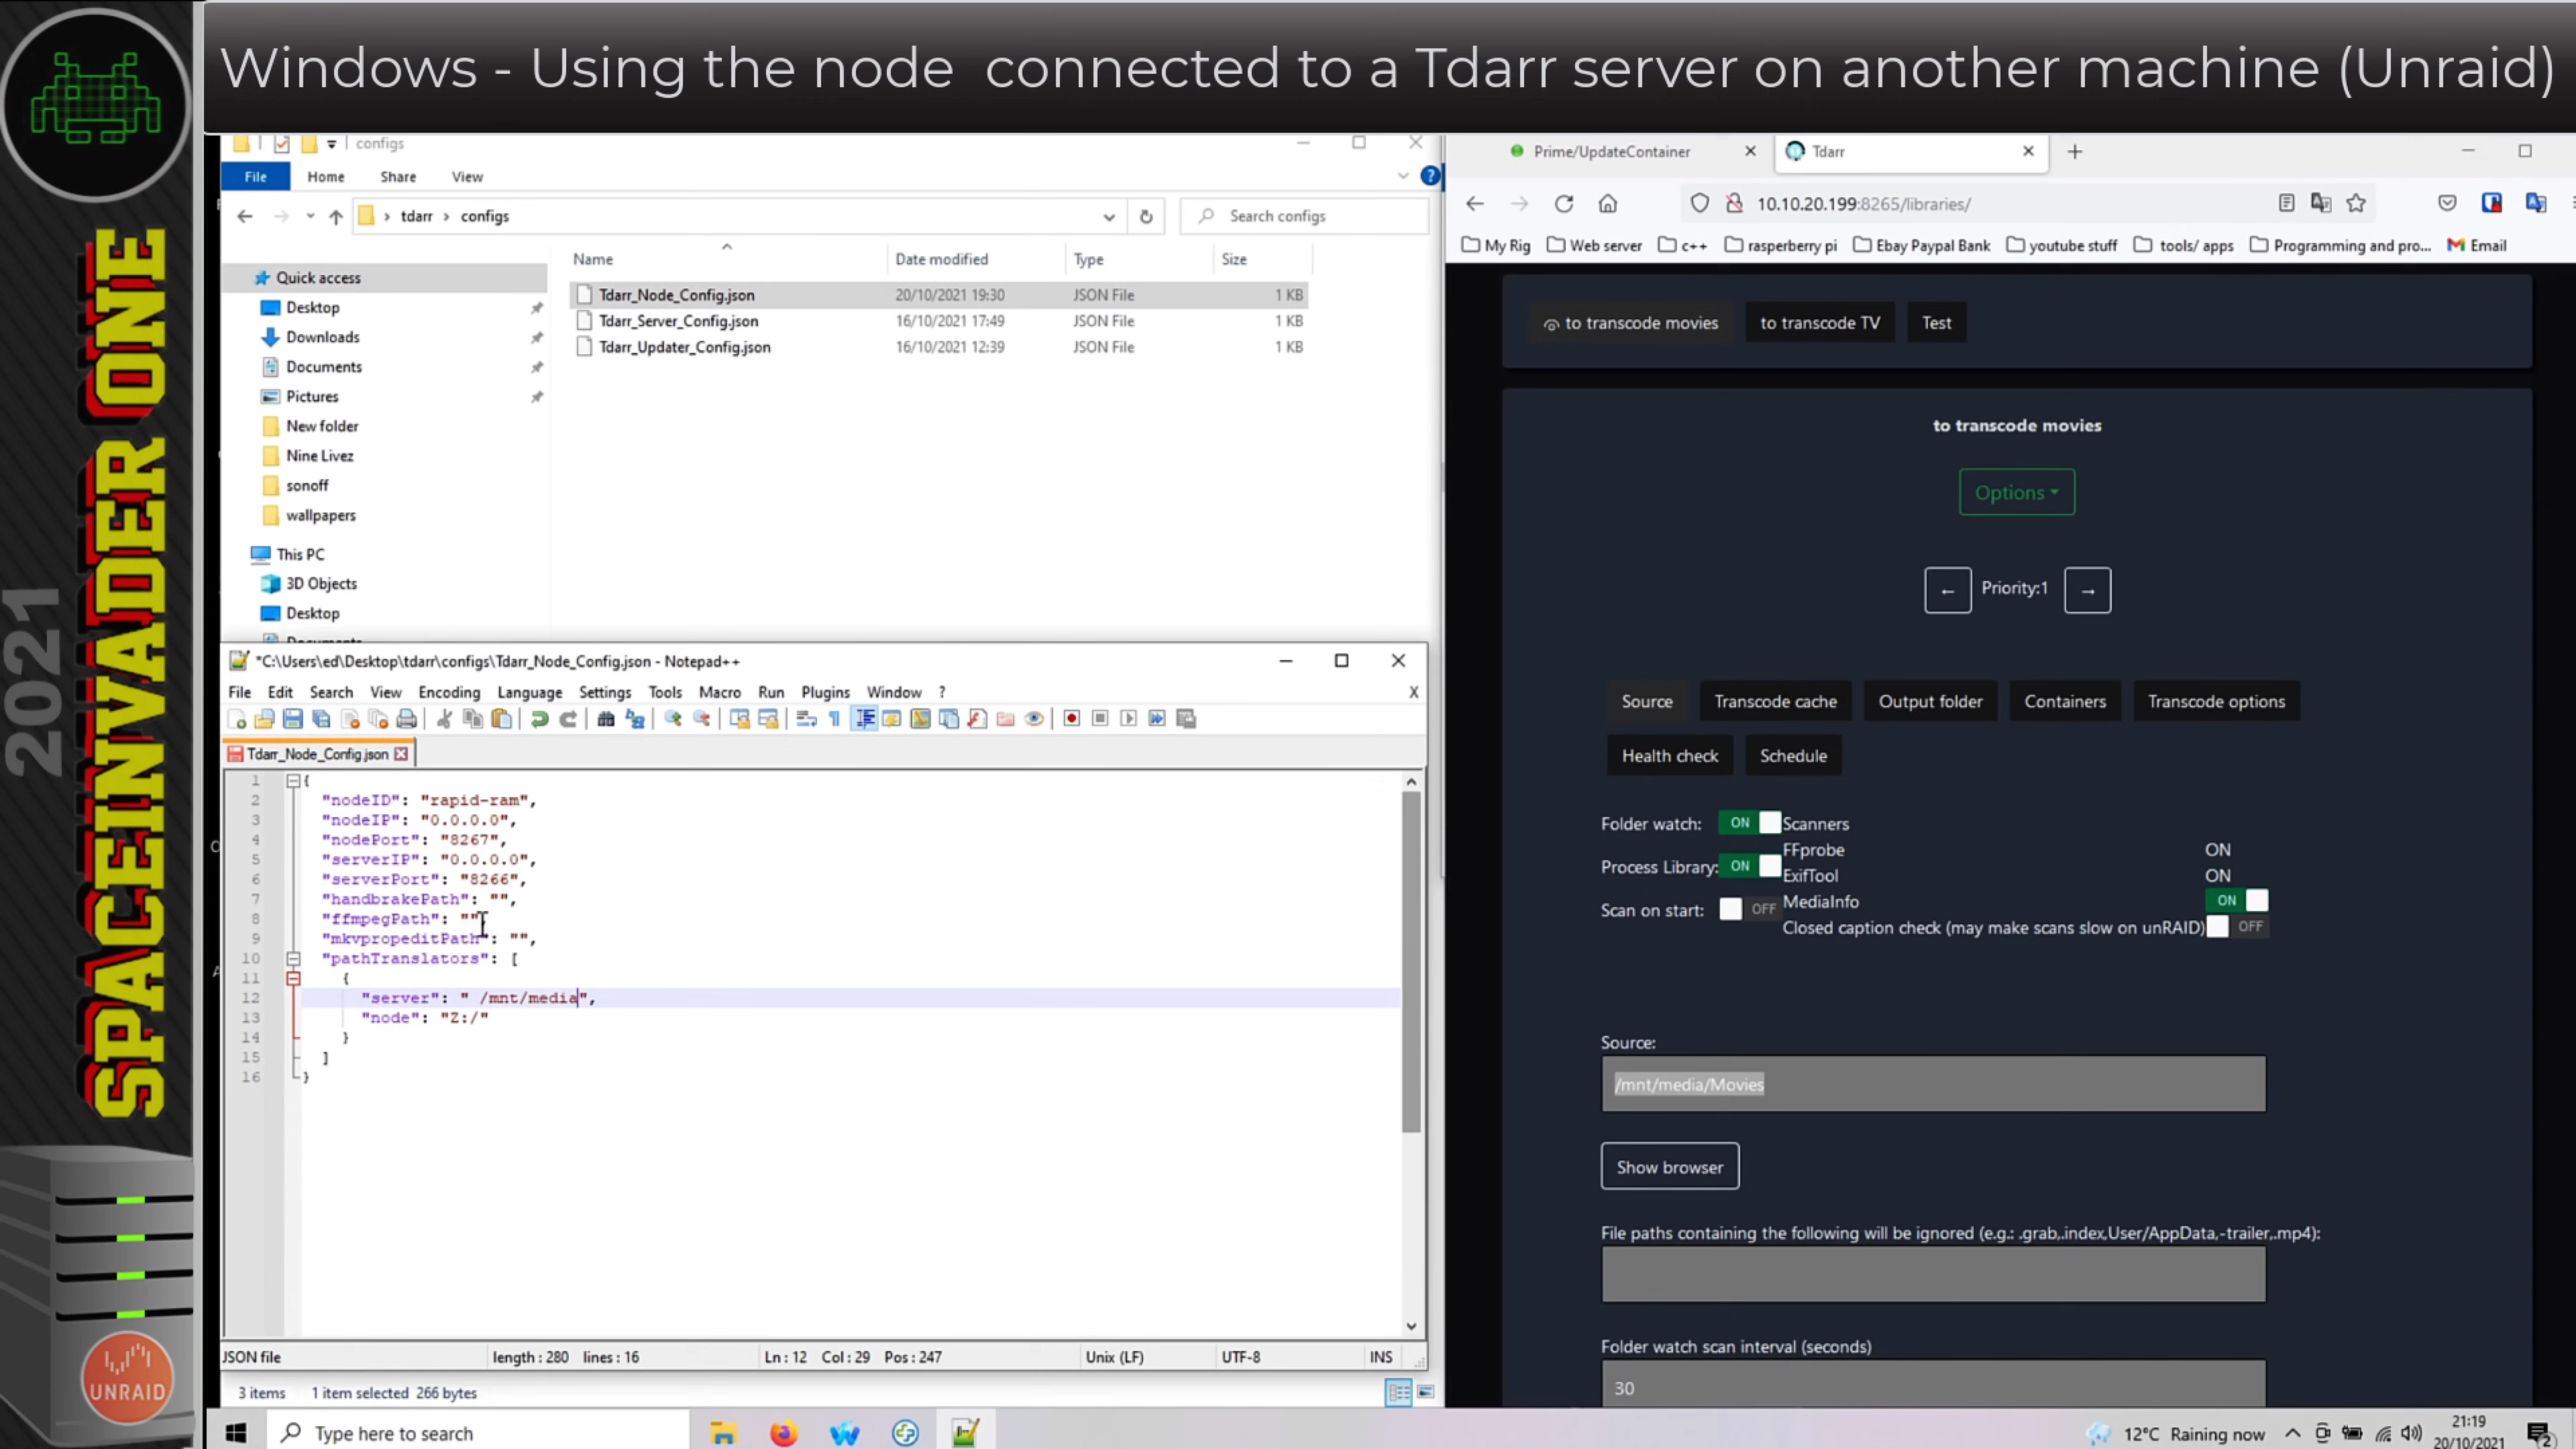 Windows - Using the node connected to a Tdarr server on another machine (Unraid)
2021
SPACEINVADER ONE
UNRAID
configs
File Home Share View
tdarr › configs
Search configs
Name Date modified Type Size
Tdarr_Node_Config.json 20/10/2021 19:30 JSON File 1 KB
Tdarr_Server_Config.json 16/10/2021 17:49 JSON File 1 KB
Tdarr_Updater_Config.json 16/10/2021 12:39 JSON File 1 KB
Quick access
Desktop
Downloads
Documents
Pictures
New folder
Nine Livez
sonoff
wallpapers
This PC
3D Objects
Desktop
Documents
*C:\Users\ed\Desktop\tdarr\configs\Tdarr_Node_Config.json - Notepad++
File Edit Search View Encoding Language Settings Tools Macro Run Plugins Window ? X
Tdarr_Node_Config.json
1 {
2 "nodeID": "rapid-ram",
3 "nodeIP": "0.0.0.0",
4 "nodePort": "8267",
5 "serverIP": "0.0.0.0",
6 "serverPort": "8266",
7 "handbrakePath": "",
8 "ffmpegPath": "",
9 "mkvpropeditPath": "",
10 "pathTranslators": [
11 {
12 "server": " /mnt/media",
13 "node": "Z:/"
14 }
15 ]
16 }
JSON file length : 280 lines : 16 Ln : 12 Col : 29 Pos : 247 Unix (LF) UTF-8 INS
3 items 1 item selected 266 bytes
Type here to search
Prime/UpdateContainer
Tdarr
10.10.20.199:8265/libraries/
My Rig Web server c++ rasperberry pi Ebay Paypal Bank youtube stuff tools/ apps Programming and pro... Email
to transcode movies to transcode TV Test
to transcode movies
Options
← Priority:1 →
Source Transcode cache Output folder Containers Transcode options
Health check Schedule
Folder watch: ON
Process Library: ON
Scan on start: OFF
Scanners
FFprobe ON
ExifTool ON
MediaInfo ON
Closed caption check (may make scans slow on unRAID) OFF
Source:
/mnt/media/Movies
Show browser
File paths containing the following will be ignored (e.g.: .grab,.index,User/AppData,-trailer,.mp4):
Folder watch scan interval (seconds)
30
12°C Raining now
21:19
20/10/2021
2